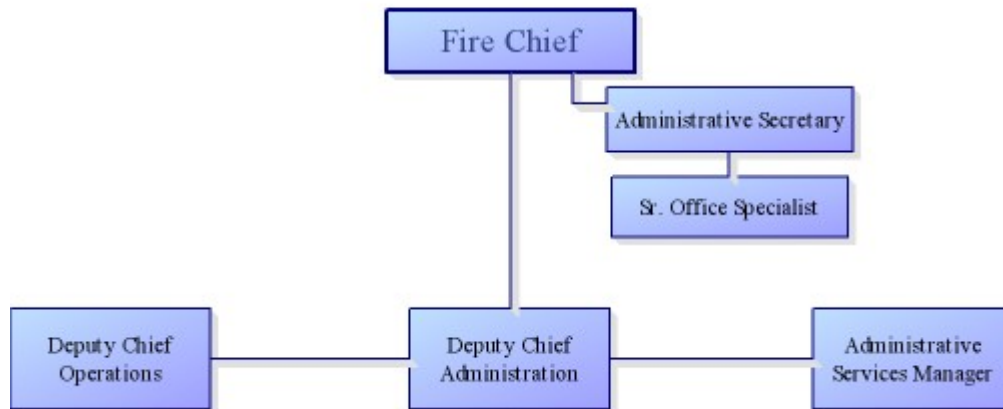 Fire Chief
Administrative Secretary
Sr. Office Specialist
Deputy Chief
Operations
Deputy Chief
Administration
Administrative
Services Manager